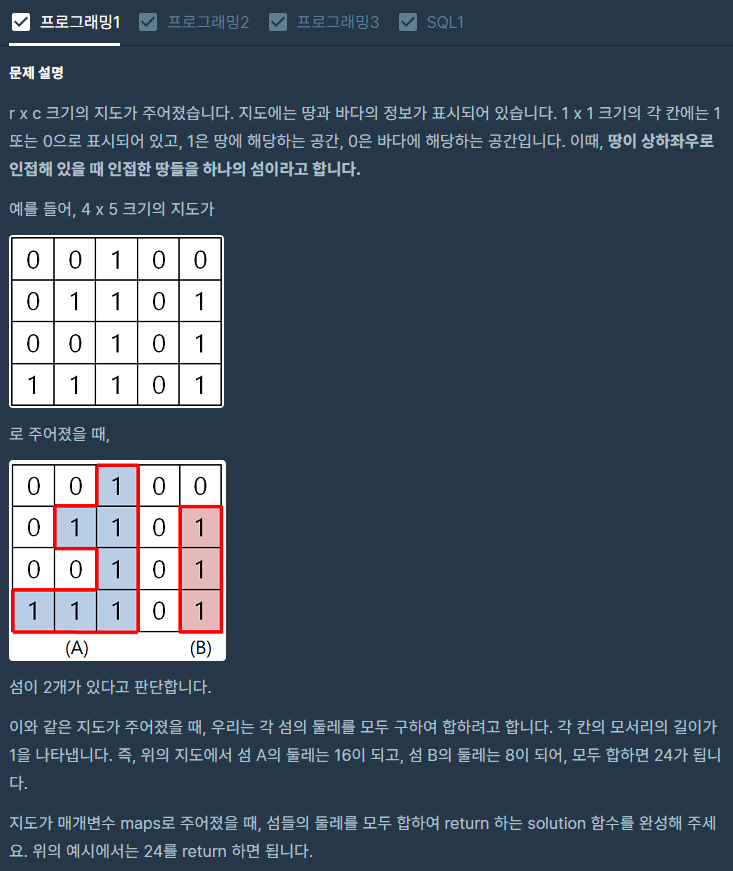 프로그래밍1 프로그래밍2 프로그래밍3 SQL1
문제 설명
r x c 크기의 지도가 주어졌습니다. 지도에는 땅과 바다의 정보가 표시되어 있습니다. 1 x 1 크기의 각 칸에는 1
또는 0으로 표시되어 있고, 1은 땅에 해당하는 공간, 0은 바다에 해당하는 공간입니다. 이때, 땅이 상하좌우로
인접해 있을 때 인접한 땅들을 하나의 섬이라고 합니다.
예를 들어, 4 x 5 크기의 지도가
0 0 1 0 0
0 1 1 0 1
0 0 1 0 1
1 1 1 0 1
로 주어졌을 때,
0 0 1 0 0
0 1 1 0 1
0 0 1 0 1
1 1 1 0 1
(A) (B)
섬이 2개가 있다고 판단합니다.
이와 같은 지도가 주어졌을 때, 우리는 각 섬의 둘레를 모두 구하여 합하려고 합니다. 각 칸의 모서리의 길이가
1을 나타냅니다. 즉, 위의 지도에서 섬 A의 둘레는 16이 되고, 섬 B의 둘레는 8이 되어, 모두 합하면 24가 됩니
다.
지도가 매개변수 maps로 주어졌을 때, 섬들의 둘레를 모두 합하여 return 하는 solution 함수를 완성해 주세
요. 위의 예시에서는 24를 return 하면 됩니다.